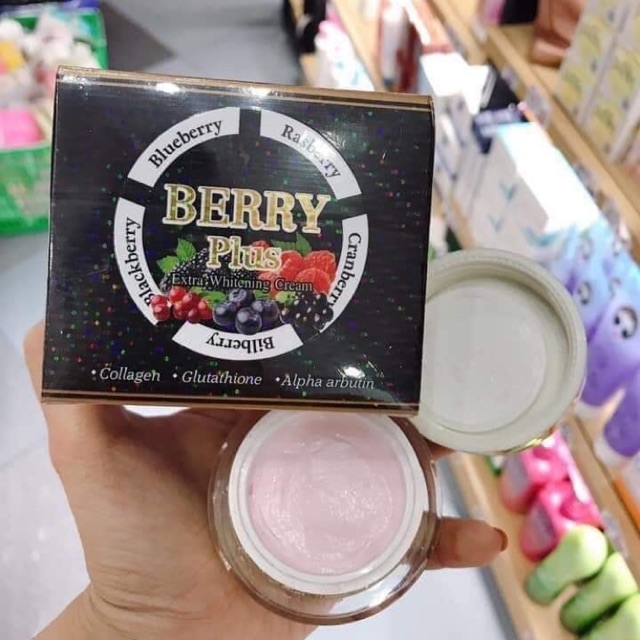 Blueberry
Rasberry
Blackberry
Cranberry
Bilberry
BERRY
Plus
Extra Whitening Cream
• Collagen • Glutathione • Alpha arbutin